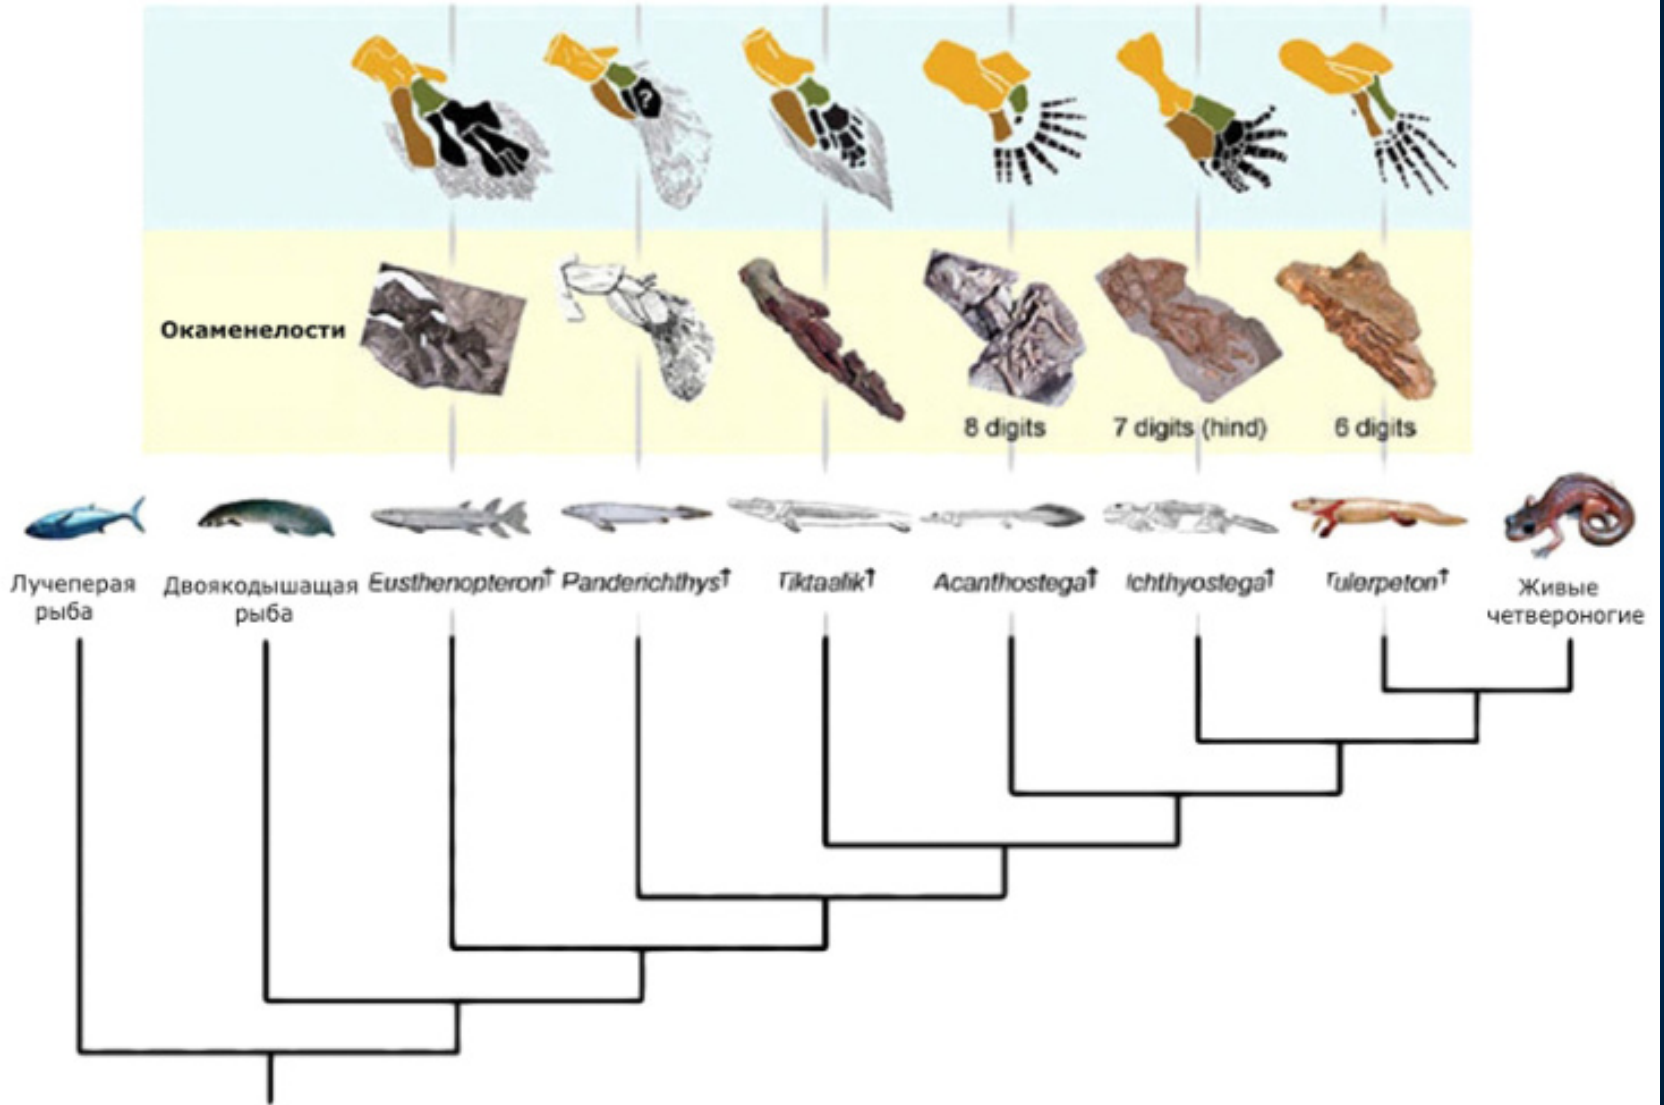 ?
Окаменелости
8 digits
7 digits (hind)
6 digits
Лучеперая
рыба
Двоякодышащая
рыба
Eusthenopteron†
Panderichthys†
Tiktaalik†
Acanthostega†
Ichthyostega†
Tulerpeton†
Живые
четвероногие